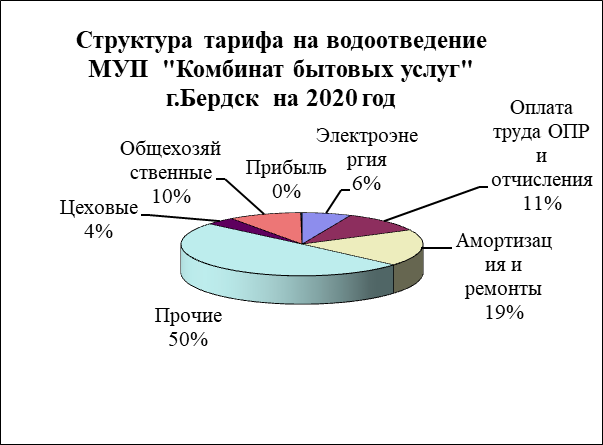 Структура тарифа на водоотведение
МУП "Комбинат бытовых услуг"
г.Бердск на 2020 год
Электроэне
ргия
6%
Оплата
труда ОПР
и
отчисления
11%
Амортизац
ия и
ремонты
19%
Прочие
50%
Цеховые
4%
Общехозяй
ственные
10%
Прибыль
0%